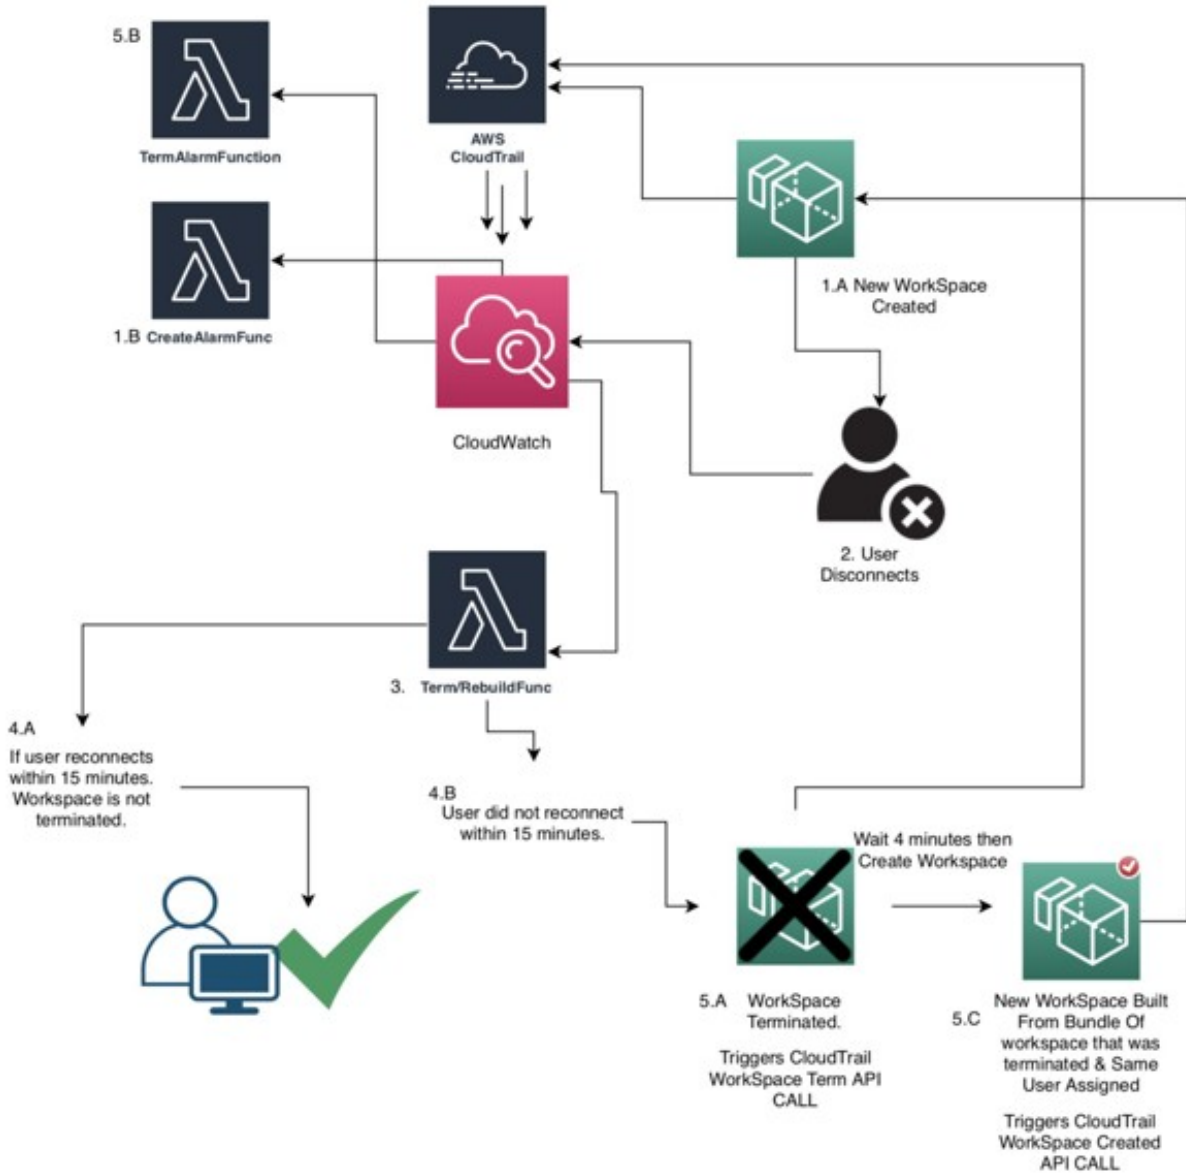 5.B
TermAlarmFunction
AWS
CloudTrail
1.A New WorkSpace
Created
1.B CreateAlarmFunc
CloudWatch
2. User
Disconnects
3. Term/RebuildFunc
4.A
If user reconnects
within 15 minutes.
Workspace is not
terminated.
4.B
User did not reconnect
within 15 minutes.
Wait 4 minutes then
Create Workspace
5.A WorkSpace
Terminated.
Triggers CloudTrail
WorkSpace Term API
CALL
5.C
New WorkSpace Built
From Bundle Of
workspace that was
terminated & Same
User Assigned
Triggers CloudTrail
WorkSpace Created
API CALL